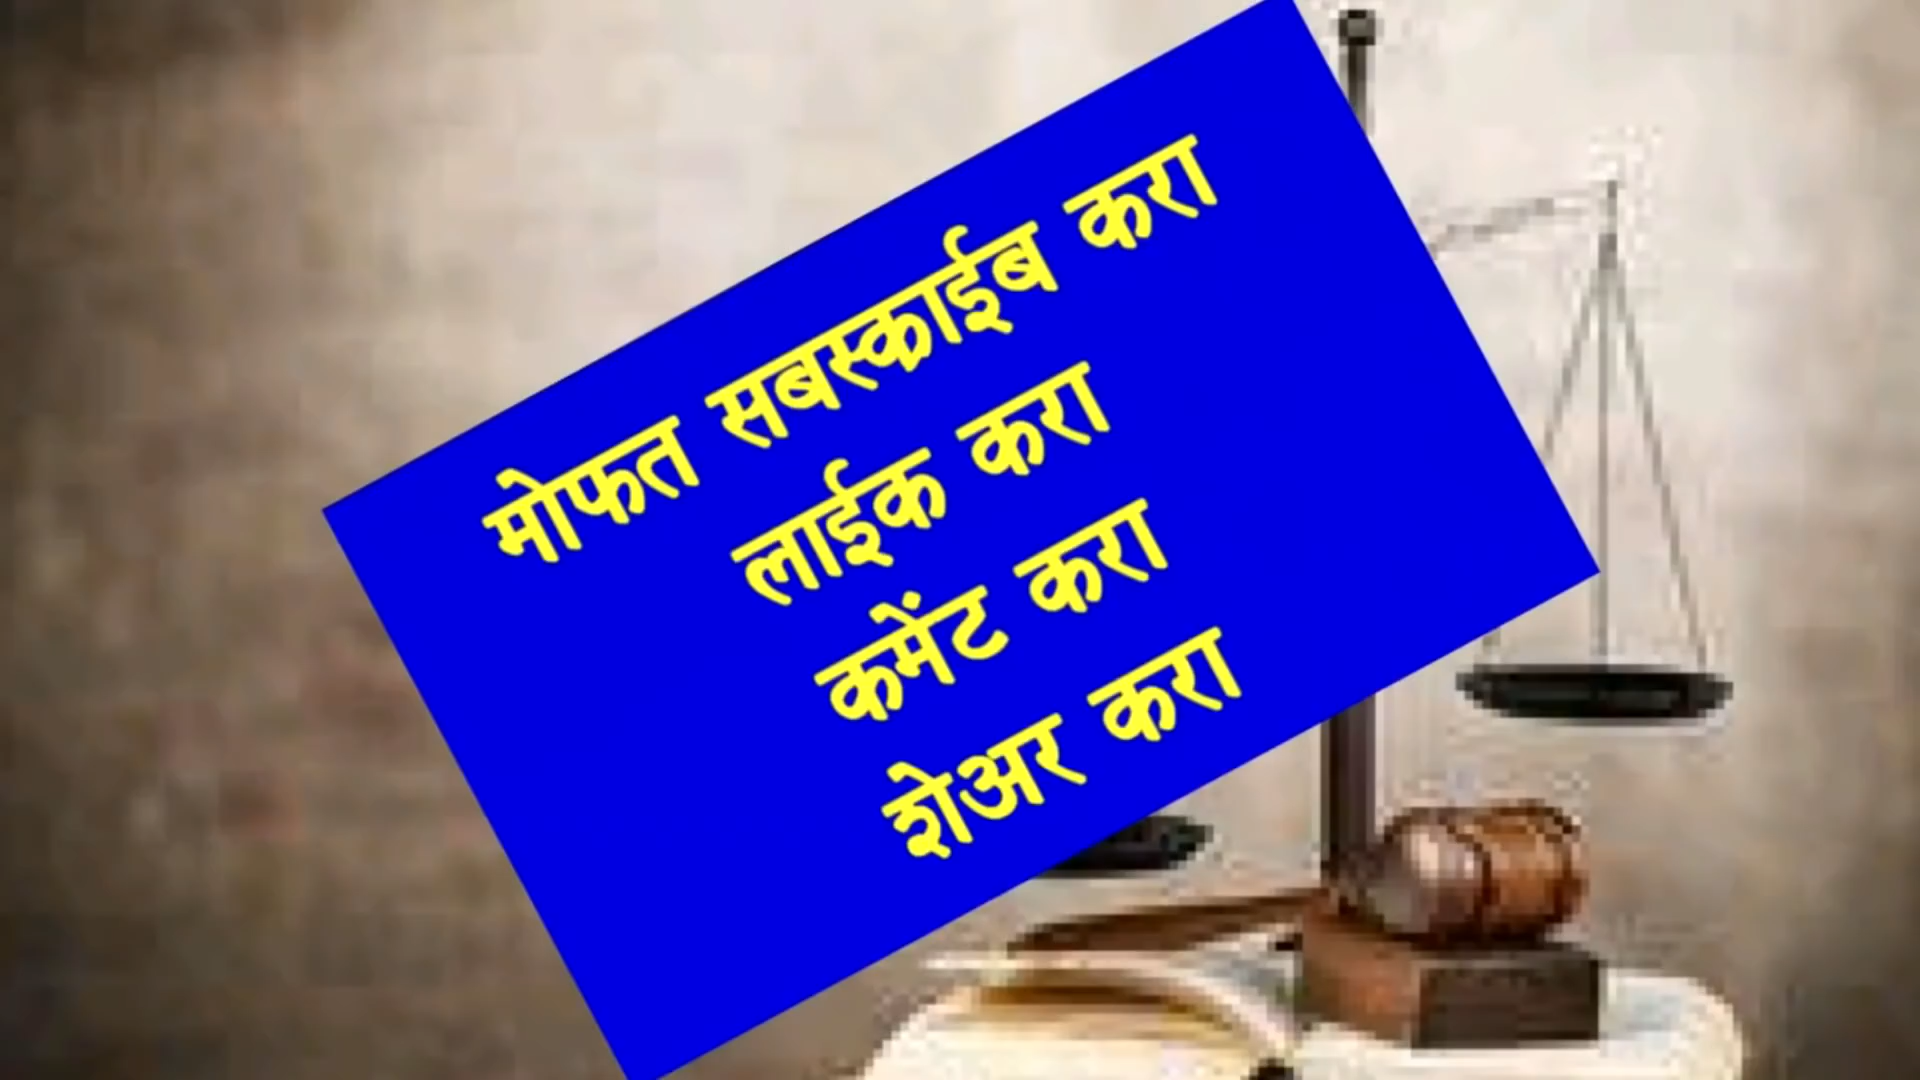 मोफत सबस्काईब करा
लाईक करा
कमेंट करा
शेअर करा